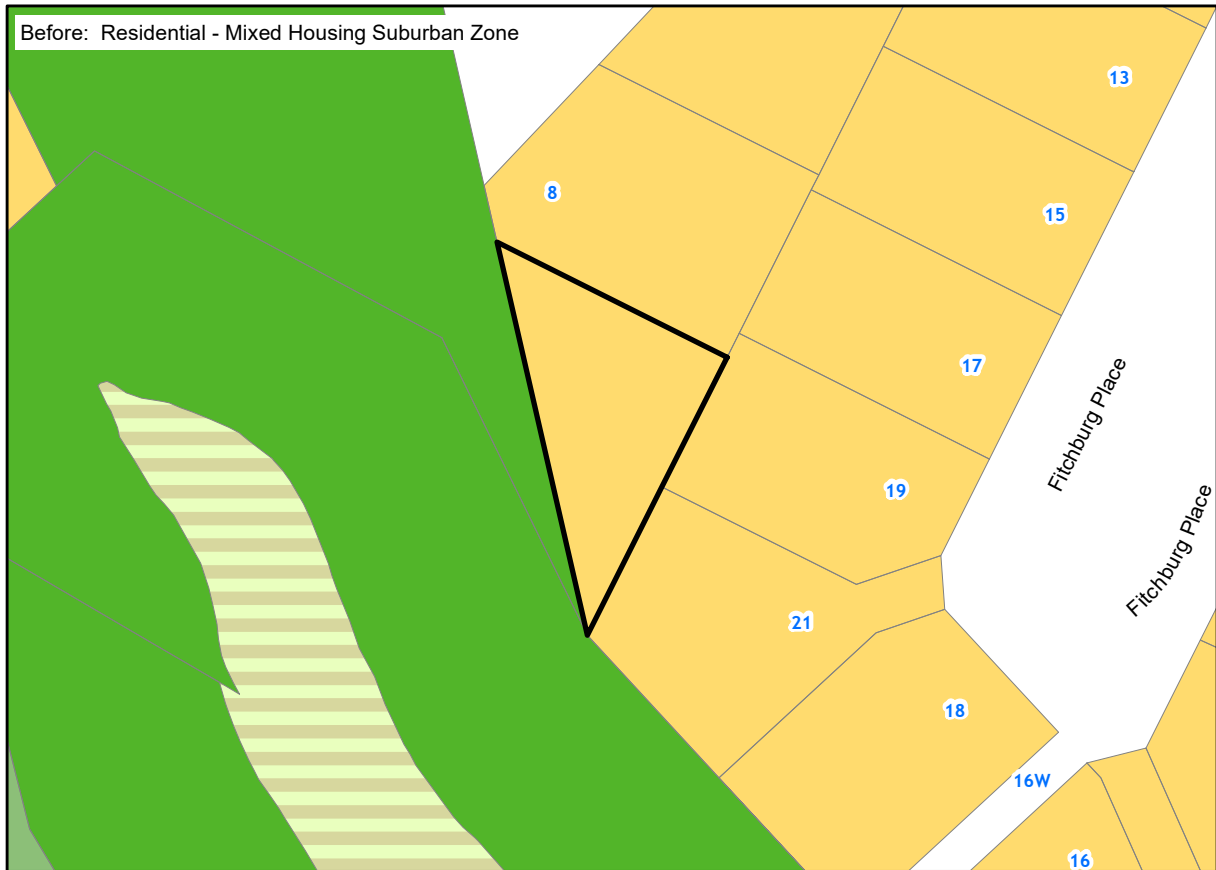 Before: Residential - Mixed Housing Suburban Zone
13
8
15
17
Fitchburg Place
19
Fitchburg Place
21
18
16W
16